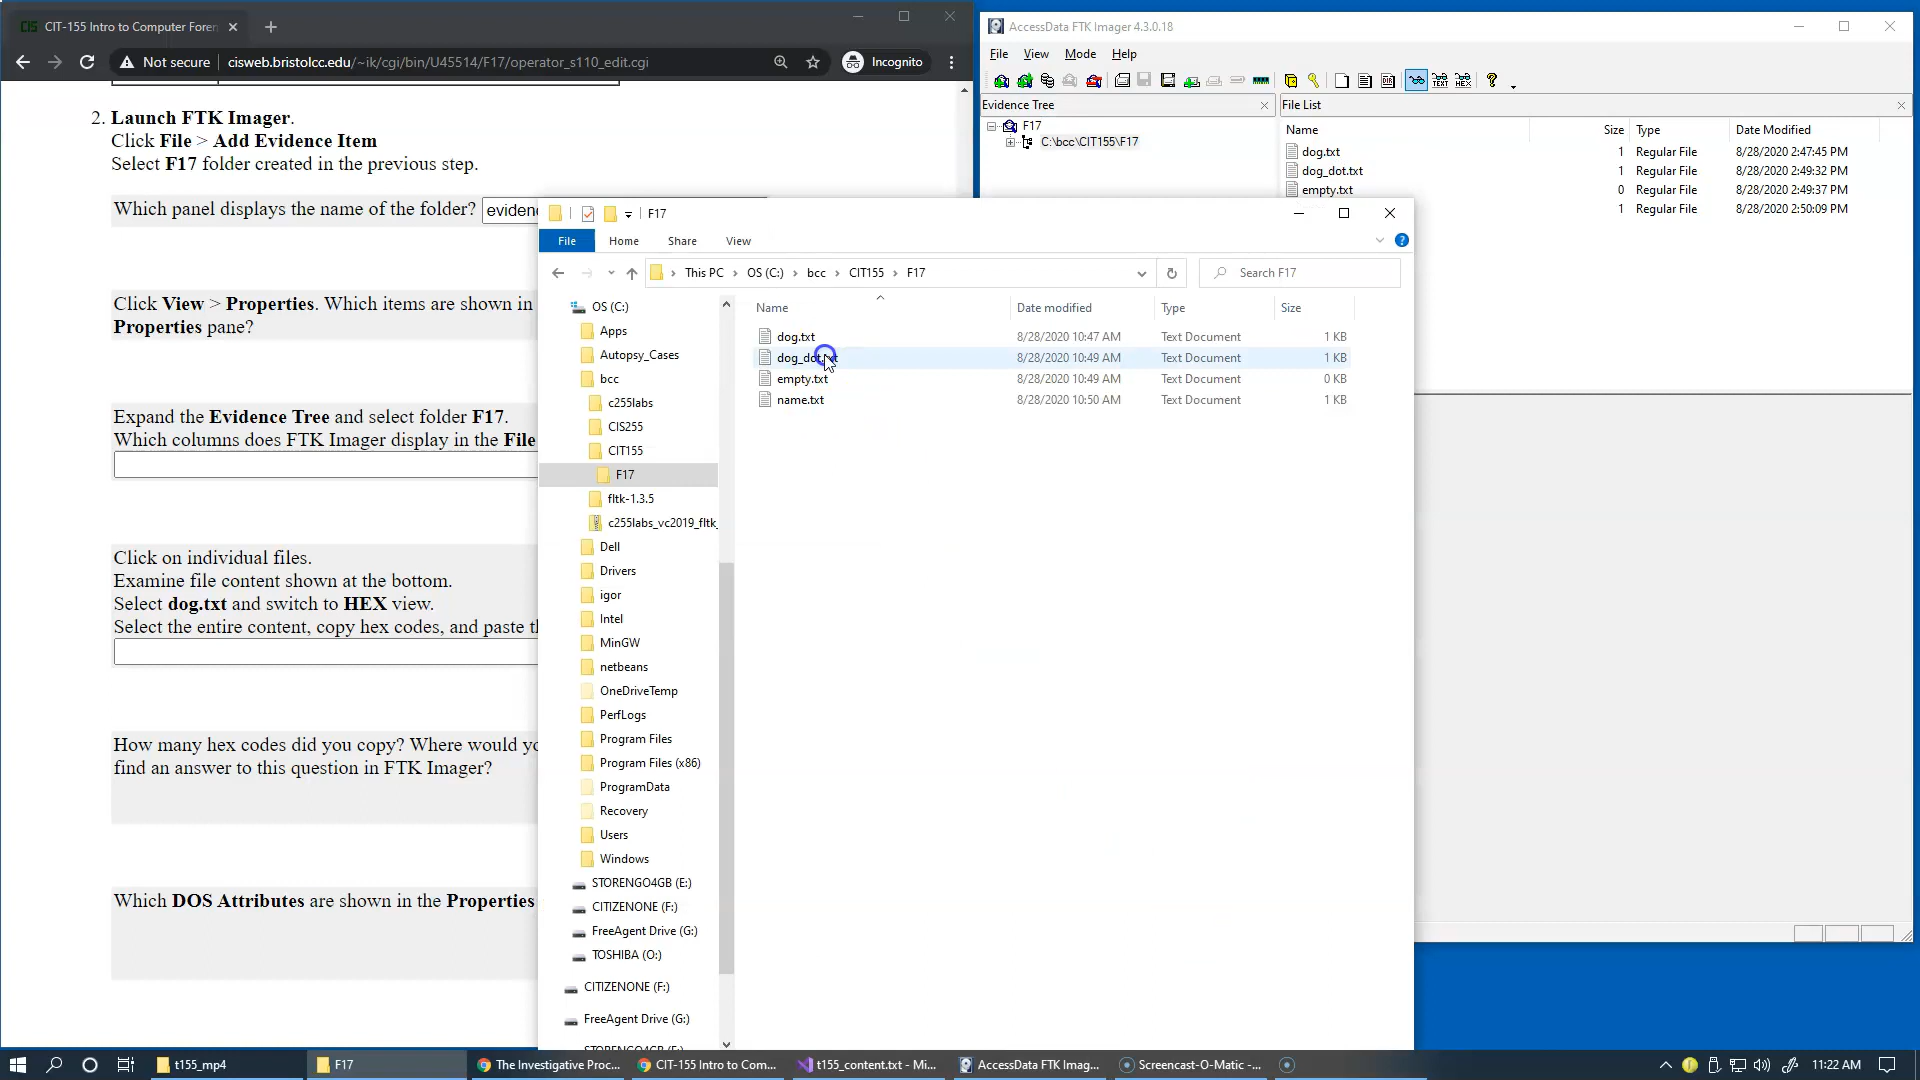 CIS CIT-155 Intro to Computer Foren
Not secure cisweb.bristolcc.edu/~ik/cgi/bin/U45514/F17/operator_s110_edit.cgi Incognito
2. Launch FTK Imager.
Click File > Add Evidence Item
Select F17 folder created in the previous step.
Which panel displays the name of the folder? evidenc
Click View > Properties. Which items are shown in
Properties pane?
Expand the Evidence Tree and select folder F17.
Which columns does FTK Imager display in the File
Click on individual files.
Examine file content shown at the bottom.
Select dog.txt and switch to HEX view.
Select the entire content, copy hex codes, and paste th
How many hex codes did you copy? Where would yo
find an answer to this question in FTK Imager?
Which DOS Attributes are shown in the Properties
AccessData FTK Imager 4.3.0.18
File View Mode Help
TEXT HEX
Evidence Tree
F17
C:\bcc\CIT155\F17
File List
Name Size Type Date Modified
dog.txt 1 Regular File 8/28/2020 2:47:45 PM
dog_dot.txt 1 Regular File 8/28/2020 2:49:32 PM
empty.txt 0 Regular File 8/28/2020 2:49:37 PM
1 Regular File 8/28/2020 2:50:09 PM
F17
File Home Share View
This PC OS (C:) bcc CIT155 F17 Search F17
OS (C:)
Apps
Autopsy_Cases
bcc
c255labs
CIS255
CIT155
F17
fltk-1.3.5
c255labs_vc2019_fltk_
Dell
Drivers
igor
Intel
MinGW
netbeans
OneDriveTemp
PerfLogs
Program Files
Program Files (x86)
ProgramData
Recovery
Users
Windows
STORENGO4GB (E:)
CITIZENONE (F:)
FreeAgent Drive (G:)
TOSHIBA (O:)
CITIZENONE (F:)
FreeAgent Drive (G:)
STORENGO4GB (E:)
Name Date modified Type Size
dog.txt 8/28/2020 10:47 AM Text Document 1 KB
dog_dot.txt 8/28/2020 10:49 AM Text Document 1 KB
empty.txt 8/28/2020 10:49 AM Text Document 0 KB
name.txt 8/28/2020 10:50 AM Text Document 1 KB
t155_mp4 F17 The Investigative Proc... CIT-155 Intro to Com... t155_content.txt - Mi... AccessData FTK Imag... Screencast-O-Matic -... 11:22 AM